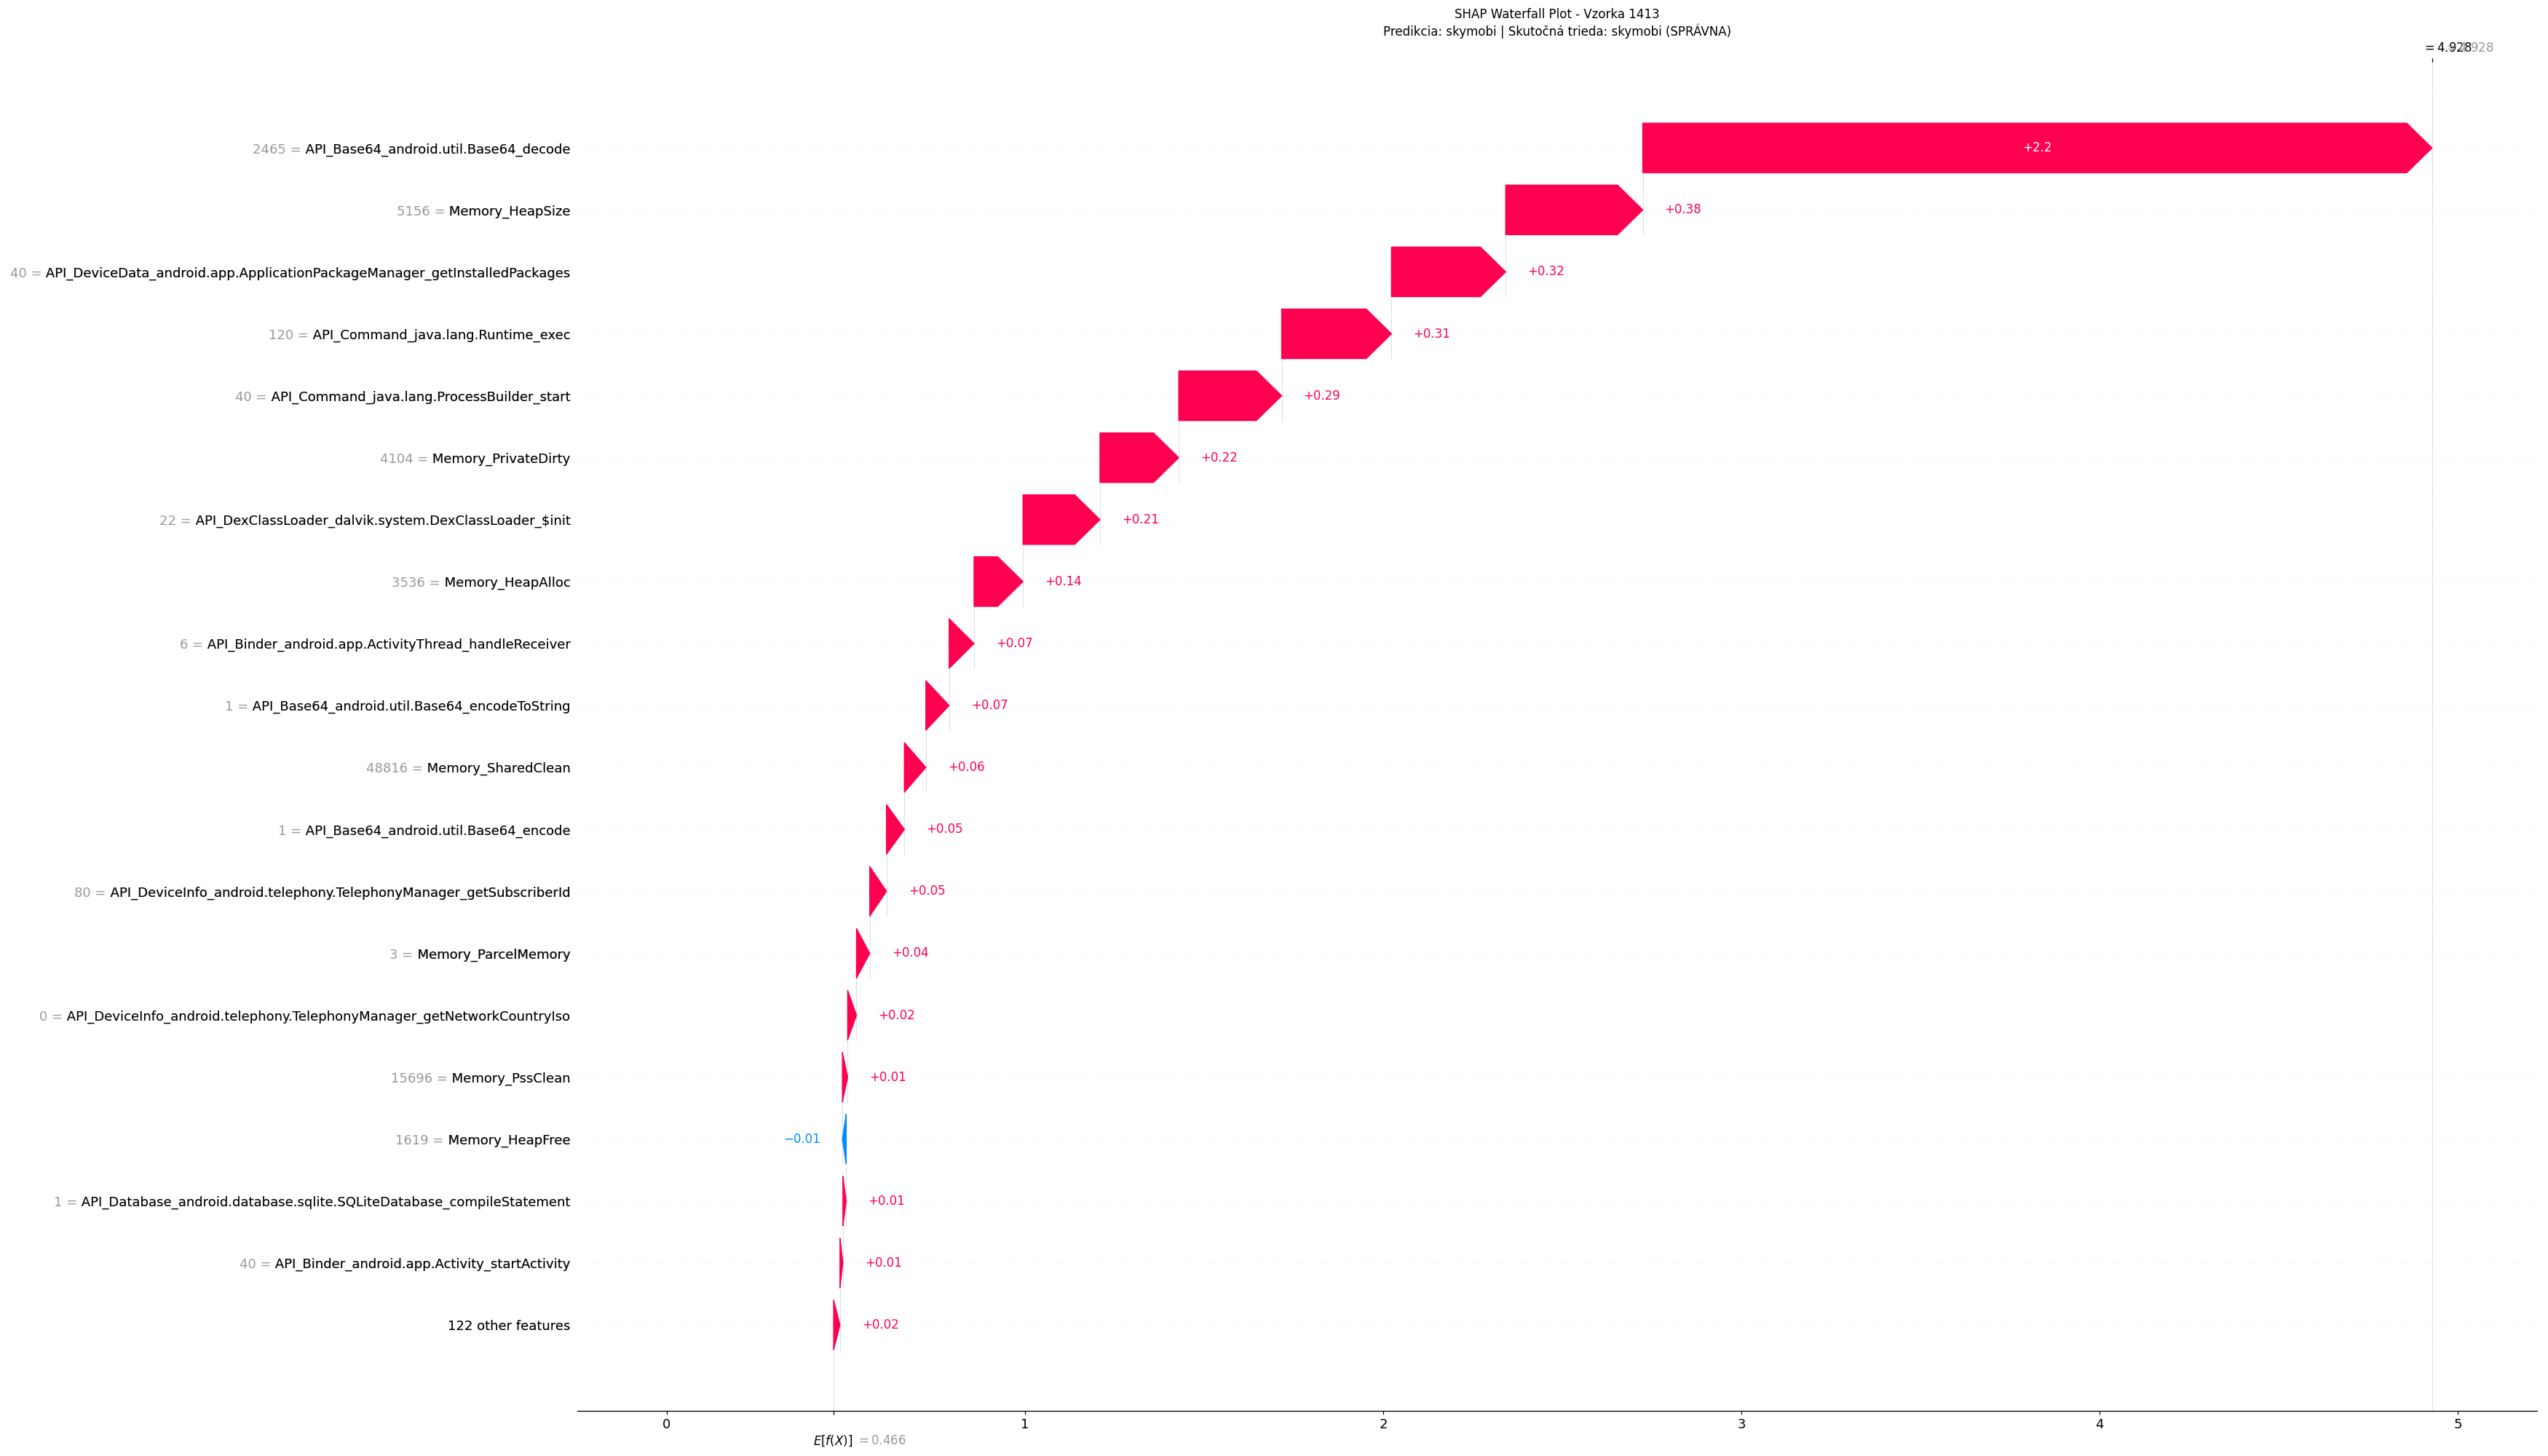 SHAP Waterfall Plot - Vzorka 1413
Predikcia: skymobi | Skutočná trieda: skymobi (SPRÁVNA)
= 4.928
2465 = API_Base64_android.util.Base64_decode +2.2
5156 = Memory_HeapSize +0.38
40 = API_DeviceData_android.app.ApplicationPackageManager_getInstalledPackages +0.32
120 = API_Command_java.lang.Runtime_exec +0.31
40 = API_Command_java.lang.ProcessBuilder_start +0.29
4104 = Memory_PrivateDirty +0.22
22 = API_DexClassLoader_dalvik.system.DexClassLoader_$init +0.21
3536 = Memory_HeapAlloc +0.14
6 = API_Binder_android.app.ActivityThread_handleReceiver +0.07
1 = API_Base64_android.util.Base64_encodeToString +0.07
48816 = Memory_SharedClean +0.06
1 = API_Base64_android.util.Base64_encode +0.05
80 = API_DeviceInfo_android.telephony.TelephonyManager_getSubscriberId +0.05
3 = Memory_ParcelMemory +0.04
0 = API_DeviceInfo_android.telephony.TelephonyManager_getNetworkCountryIso +0.02
15696 = Memory_PssClean +0.01
1619 = Memory_HeapFree −0.01
1 = API_Database_android.database.sqlite.SQLiteDatabase_compileStatement +0.01
40 = API_Binder_android.app.Activity_startActivity +0.01
122 other features +0.02
0 1 2 3 4 5
E[f(X)] = 0.466